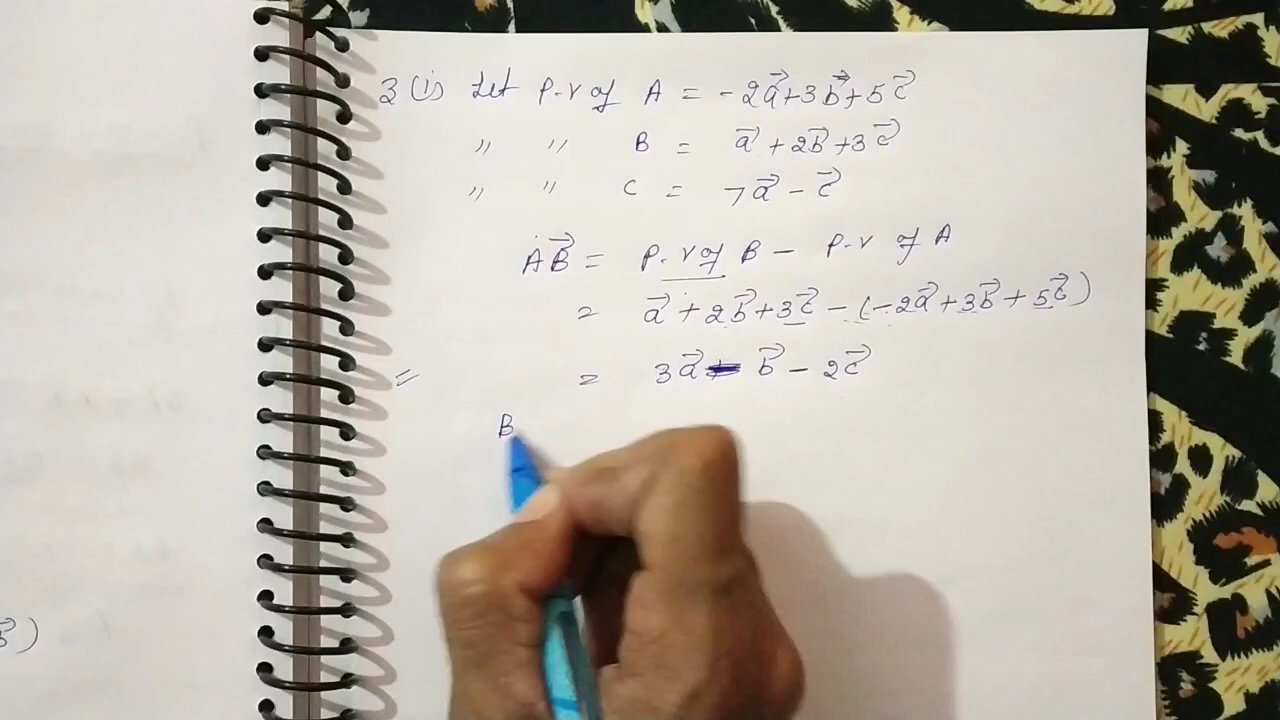 3 (i) Let P.V of A = -2a⃗ + 3b⃗ + 5c⃗
" " B = a⃗ + 2b⃗ + 3c⃗
" " C = 7a⃗ - c⃗
AB⃗ = P.V of B - P.V of A
= a⃗ + 2b⃗ + 3c⃗ - (-2a⃗ + 3b⃗ + 5c⃗)
= = 3a⃗ - b⃗ - 2c⃗
B
b⃗)